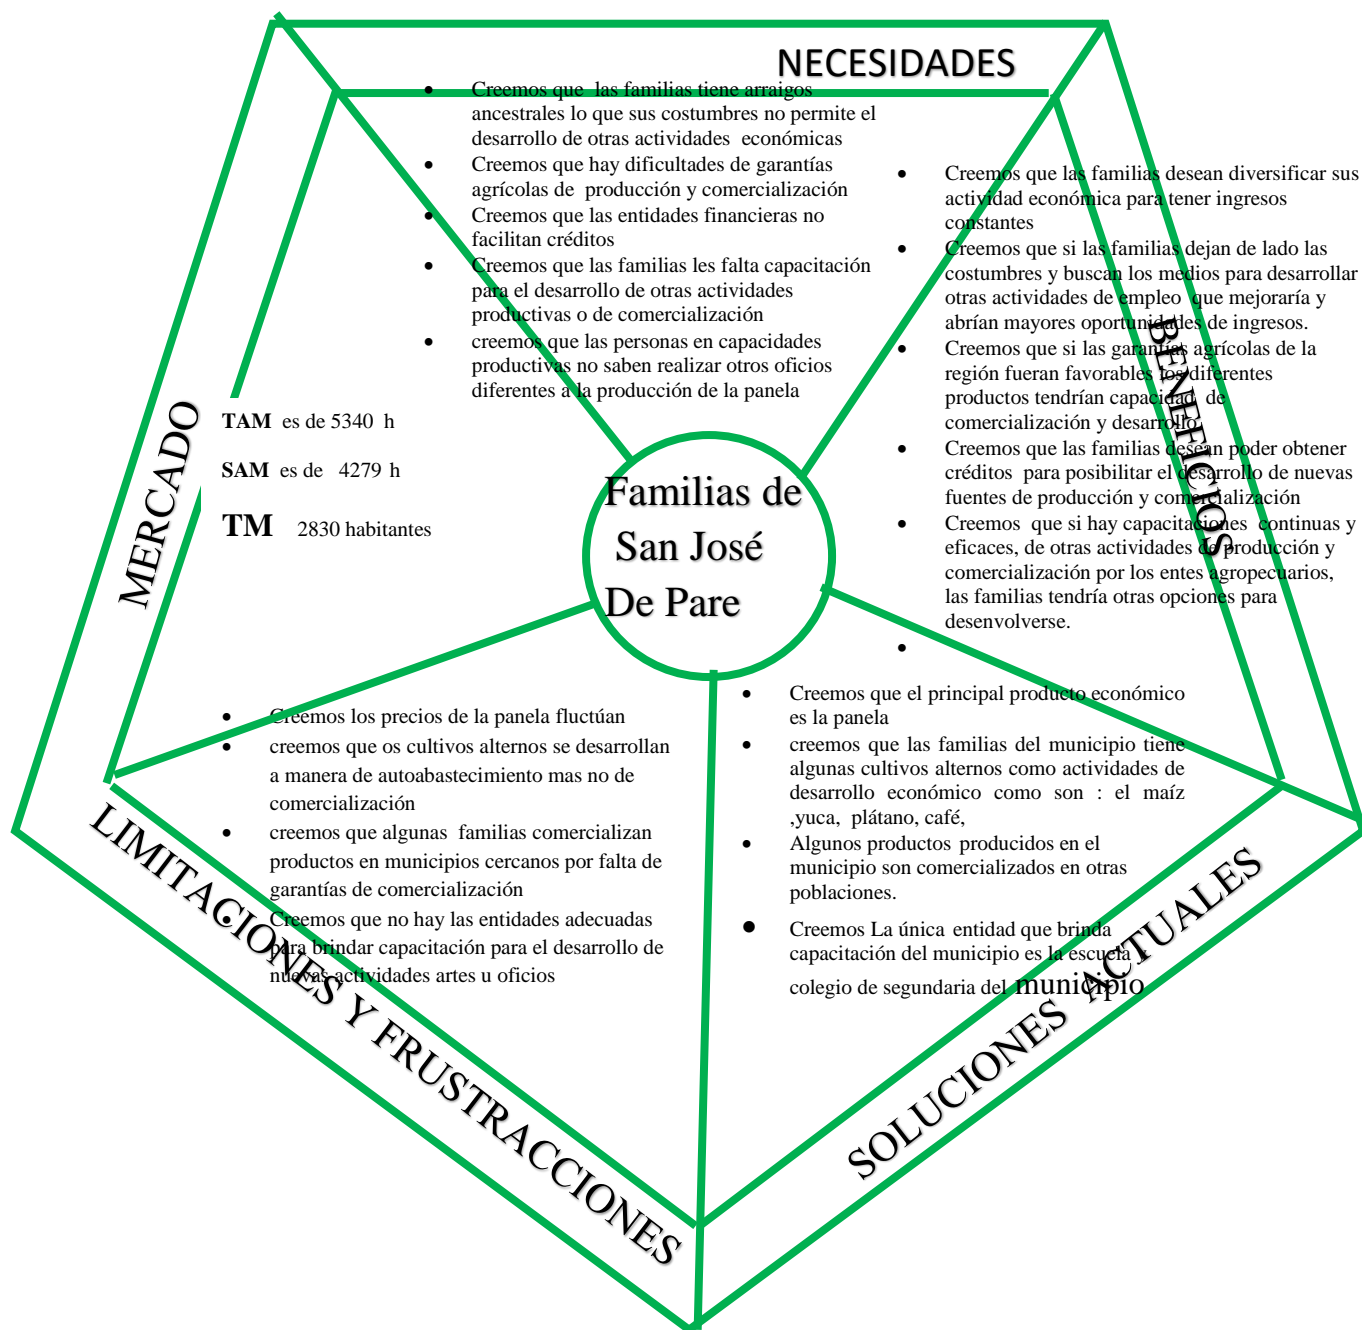 NECESIDADES
• Creemos que las familias tiene arraigos
ancestrales lo que sus costumbres no permite el
desarrollo de otras actividades económicas
• Creemos que hay dificultades de garantías
agrícolas de producción y comercialización
• Creemos que las entidades financieras no
facilitan créditos
• Creemos que las familias les falta capacitación
para el desarrollo de otras actividades
productivas o de comercialización
• creemos que las personas en capacidades
productivas no saben realizar otros oficios
diferentes a la producción de la panela
BENEFICIOS
• Creemos que las familias desean diversificar sus
actividad económica para tener ingresos
constantes
• Creemos que si las familias dejan de lado las
costumbres y buscan los medios para desarrollar
otras actividades de empleo que mejoraría y
abrían mayores oportunidades de ingresos.
• Creemos que si las garantías agrícolas de la
región fueran favorables los diferentes
productos tendrían capacidad de
comercialización y desarrollo
• Creemos que las familias desean poder obtener
créditos para posibilitar el desarrollo de nuevas
fuentes de producción y comercialización
• Creemos que si hay capacitaciones continuas y
eficaces, de otras actividades de producción y
comercialización por los entes agropecuarios,
las familias tendría otras opciones para
desenvolverse.
•
MERCADO
TAM es de 5340 h
SAM es de 4279 h
TM 2830 habitantes
Familias de
San José
De Pare
LIMITACIONES Y FRUSTRACCIONES
• Creemos los precios de la panela fluctúan
• creemos que os cultivos alternos se desarrollan
a manera de autoabastecimiento mas no de
comercialización
• creemos que algunas familias comercializan
productos en municipios cercanos por falta de
garantías de comercialización
• Creemos que no hay las entidades adecuadas
para brindar capacitación para el desarrollo de
nuevas actividades artes u oficios
SOLUCIONES ACTUALES
• Creemos que el principal producto económico
es la panela
• creemos que las familias del municipio tiene
algunas cultivos alternos como actividades de
desarrollo económico como son : el maíz
,yuca, plátano, café,
• Algunos productos producidos en el
municipio son comercializados en otras
poblaciones.
• Creemos La única entidad que brinda
capacitación del municipio es la escuela
colegio de segundaria del municipio